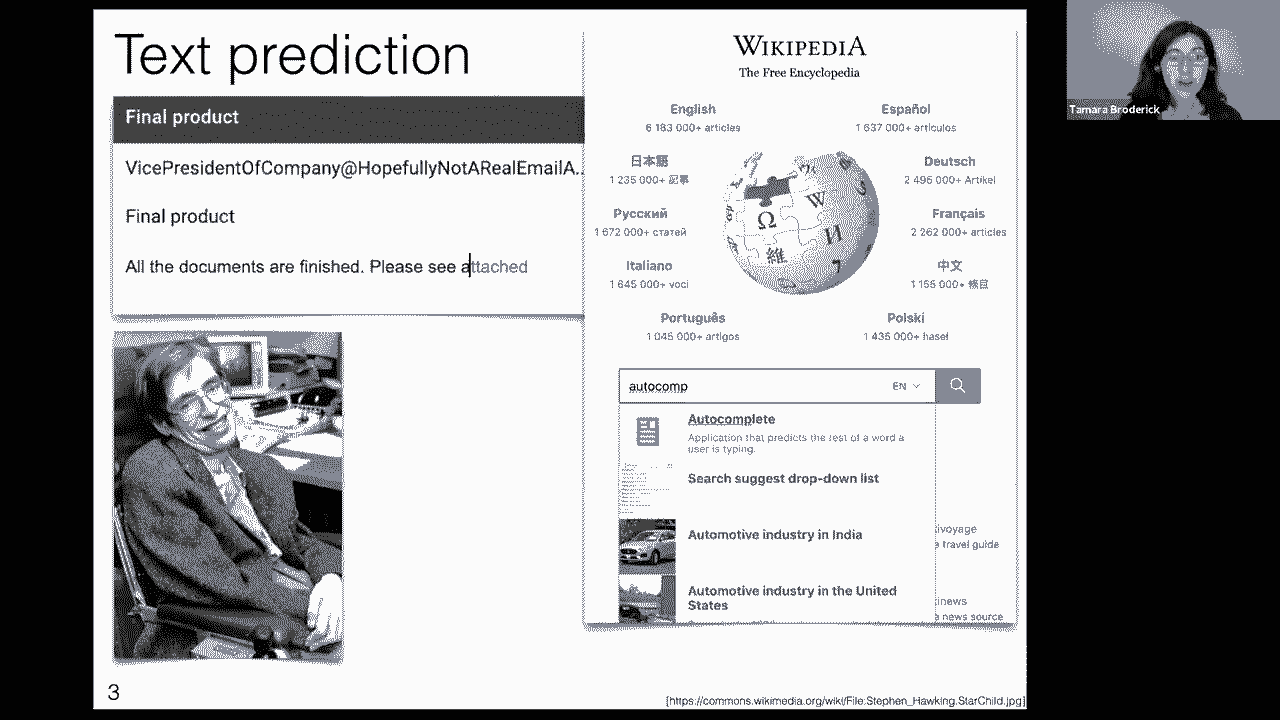 Text prediction
Final product
VicePresidentOfCompany@HopefullyNotARealEmailA..
Final product
All the documents are finished. Please see attached
WIKIPEDIA
The Free Encyclopedia
English
6 183 000+ articles
Español
1 637 000+ artículos
日本語
1 235 000+ 記事
Deutsch
2 496 000+ Artikel
Русский
1 672 000+ статей
Français
2 262 000+ articles
Italiano
1 645 000+ voci
中文
1 155 000+ 條目
Português
1 045 000+ artigos
Polski
1 435 000+ haseł
Ω
W
И
維
7
autocomp
EN
Autocomplete
Application that predicts the rest of a word a
user is typing.
Search suggest drop-down list
Automotive industry in India
Automotive industry in the United
States
ivoyage
travel guide
inews
news source
3
[https://commons.wikimedia.org/wiki/File:Stephen_Hawking.StarChild.jpg]
Tamara Broderick